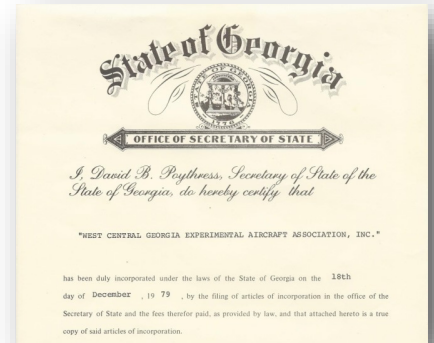 State of Georgia
STATE OF GEORGIA
1776
OFFICE OF SECRETARY OF STATE
I, David B. Poythress, Secretary of State of the
State of Georgia, do hereby certify that
"WEST CENTRAL GEORGIA EXPERIMENTAL AIRCRAFT ASSOCIATION, INC."
has been duly incorporated under the laws of the State of Georgia on the 18th
day of December , 19 79 , by the filing of articles of incorporation in the office of the
Secretary of State and the fees therefor paid, as provided by law, and that attached hereto is a true
copy of said articles of incorporation.